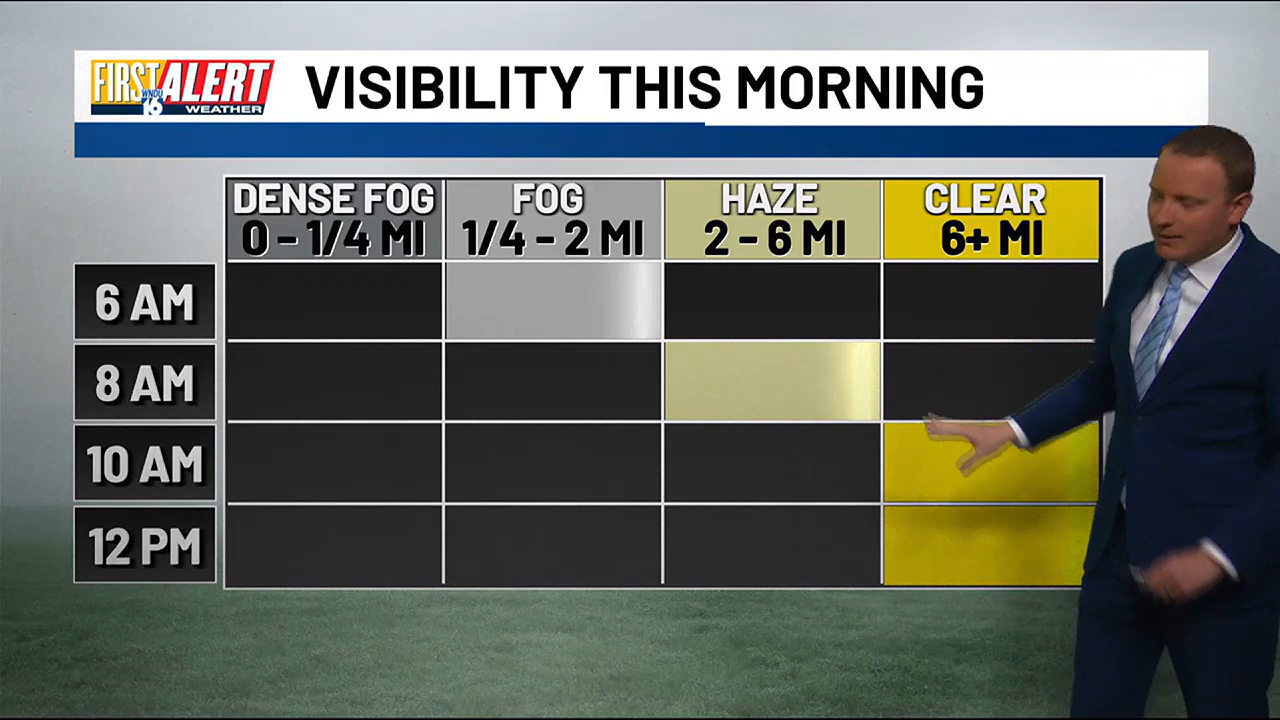 FIRST ALERT
WNDU
16
WEATHER
VISIBILITY THIS MORNING
DENSE FOG
0 – 1/4 MI
FOG
1/4 – 2 MI
HAZE
2 – 6 MI
CLEAR
6+ MI
6 AM
8 AM
10 AM
12 PM